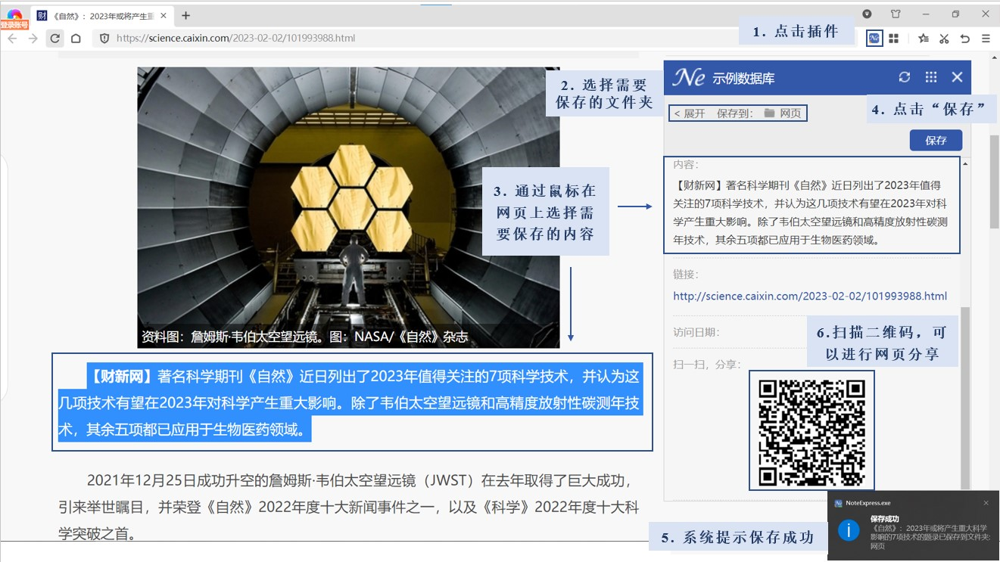 登录账号
财 《自然》：2023年或将产生重
https://science.caixin.com/2023-02-02/101993988.html
1. 点击插件
Ne 示例数据库
2. 选择需要
保存的文件夹
< 展开 保存到： 网页
4. 点击“保存”
保存
3. 通过鼠标在
网页上选择需
要保存的内容
内容：
【财新网】著名科学期刊《自然》近日列出了2023年值得
关注的7项科学技术，并认为这几项技术有望在2023年对科
学产生重大影响。除了韦伯太空望远镜和高精度放射性碳测
年技术，其余五项都已应用于生物医药领域。
链接：
http://science.caixin.com/2023-02-02/101993988.html
访问日期：
6.扫描二维码，可
以进行网页分享
扫一扫，分享：
资料图：詹姆斯·韦伯太空望远镜。图：NASA/《自然》杂志
【财新网】著名科学期刊《自然》近日列出了2023年值得关注的7项科学技术，并认为这
几项技术有望在2023年对科学产生重大影响。除了韦伯太空望远镜和高精度放射性碳测年技
术，其余五项都已应用于生物医药领域。
2021年12月25日成功升空的詹姆斯·韦伯太空望远镜（JWST）在去年取得了巨大成功，
引来举世瞩目，并荣登《自然》2022年度十大新闻事件之一，以及《科学》2022年度十大科
学突破之首。
5. 系统提示保存成功
NoteExpress.exe
保存成功
《自然》：2023年或将产生重大科学
影响的7项技术的题录已保存到文件夹:
网页